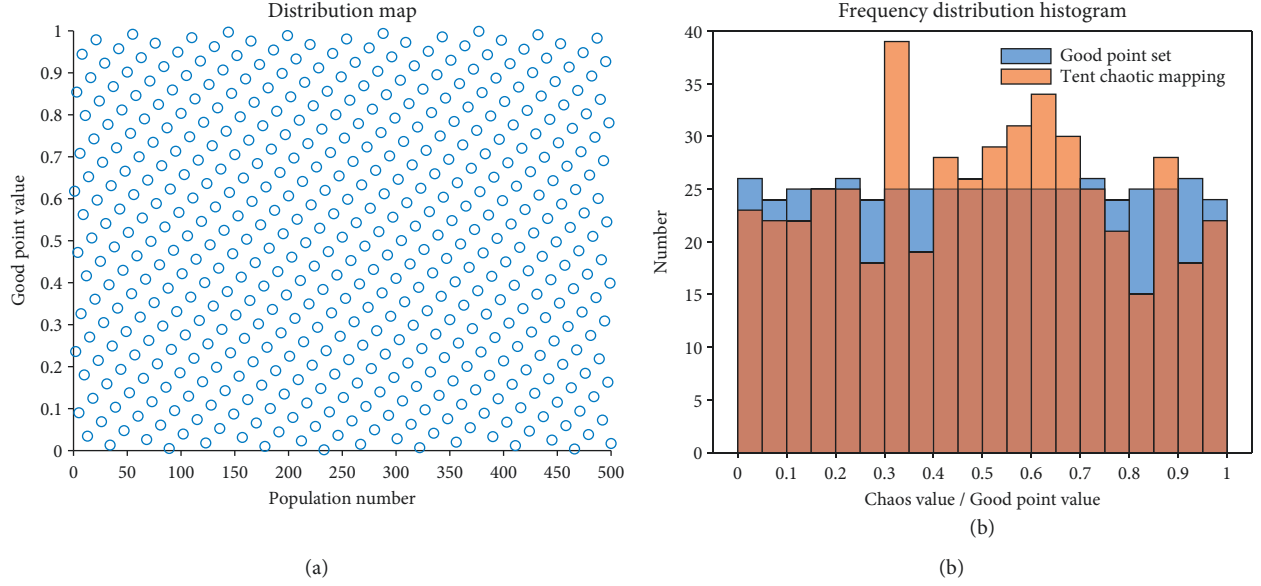 Distribution map
Good point value
1
0.9
0.8
0.7
0.6
0.5
0.4
0.3
0.2
0.1
0
0 50 100 150 200 250 300 350 400 450 500
Population number
(a)
Frequency distribution histogram
Number
40
35
30
25
20
15
10
5
0
Good point set
Tent chaotic mapping
0 0.1 0.2 0.3 0.4 0.5 0.6 0.7 0.8 0.9 1
Chaos value / Good point value
(b)
(b)